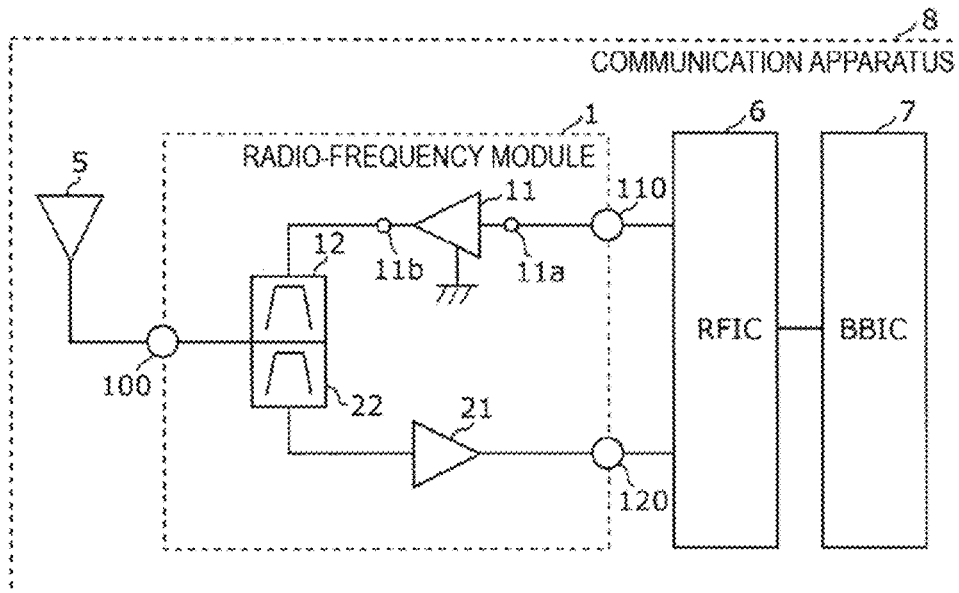 8
COMMUNICATION APPARATUS
1
6
7
RADIO-FREQUENCY MODULE
5
11
110
12
11b
11a
RFIC
BBIC
100
22
21
120